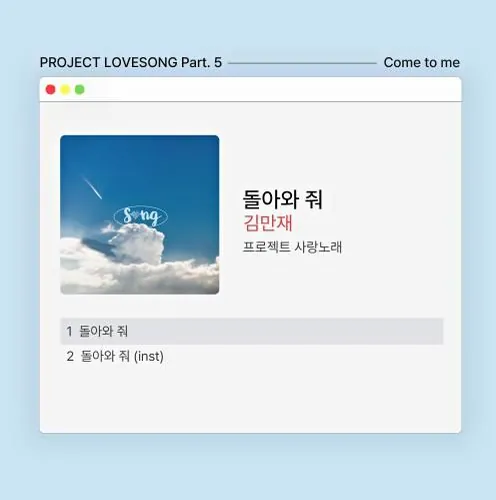 PROJECT LOVESONG Part. 5
Come to me
Song
돌아와 줘
김만재
프로젝트 사랑노래
1 돌아와 줘
2 돌아와 줘 (inst)